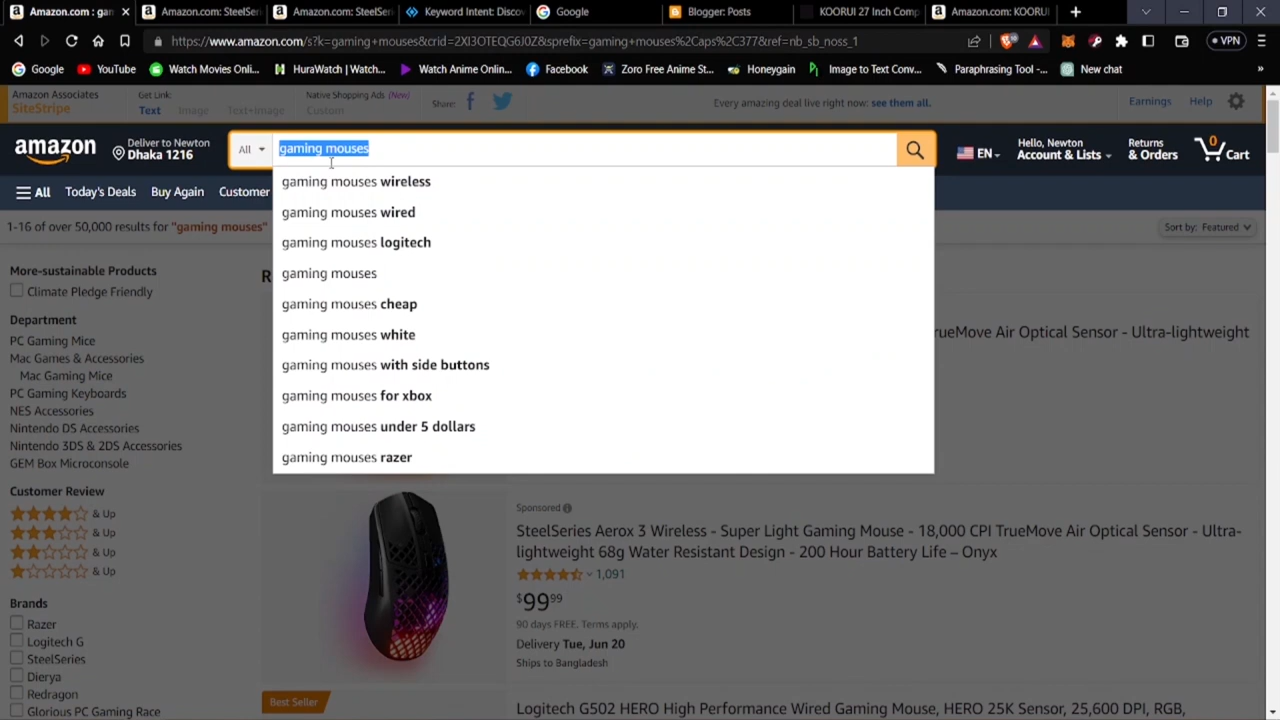 Amazon.com : ga
Amazon.com: SteelSeri
Amazon.com: SteelSeri
Keyword Intent: Disco
Google
Blogger: Posts
KOORUI 27 Inch Comp
Amazon.com: KOORUI
https://www.amazon.com/s?k=gaming+mouses&crid=2XI3OTEQG6J0Z&sprefix=gaming+mouses%2Caps%2C377&ref=nb_sb_noss_1
VPN
Google
YouTube
Watch Movies Onli...
HuraWatch | Watch...
Watch Anime Online...
Facebook
Zoro Free Anime St...
Honeygain
Image to Text Conv...
Paraphrasing Tool -...
New chat
Amazon Associates
SiteStripe
Get Link:
Text
Image
Text+Image
Native Shopping Ads (New)
Custom
Share:
Every amazing deal live right now: see them all.
Earnings
Help
amazon
Deliver to Newton
Dhaka 1216
All
gaming mouses
EN
Hello, Newton
Account & Lists
Returns
& Orders
0
Cart
All
Today's Deals
Buy Again
Customer
gaming mouses wireless
gaming mouses wired
gaming mouses logitech
gaming mouses
gaming mouses cheap
gaming mouses white
gaming mouses with side buttons
gaming mouses for xbox
gaming mouses under 5 dollars
gaming mouses razer
1-16 of over 50,000 results for "gaming mouses"
Sort by: Featured
More-sustainable Products
Climate Pledge Friendly
Department
PC Gaming Mice
Mac Games & Accessories
Mac Gaming Mice
PC Gaming Keyboards
NES Accessories
Nintendo DS Accessories
Nintendo 3DS & 2DS Accessories
GEM Box Microconsole
Customer Review
& Up
& Up
& Up
& Up
Brands
Razer
Logitech G
SteelSeries
Dierya
Redragon
Glorious PC Gaming Race
R
rueMove Air Optical Sensor - Ultra-lightweight
Sponsored
SteelSeries Aerox 3 Wireless - Super Light Gaming Mouse - 18,000 CPI TrueMove Air Optical Sensor - Ultra-
lightweight 68g Water Resistant Design - 200 Hour Battery Life – Onyx
1,091
$99 99
90 days FREE. Terms apply.
Delivery Tue, Jun 20
Ships to Bangladesh
Best Seller
Logitech G502 HERO High Performance Wired Gaming Mouse, HERO 25K Sensor, 25,600 DPI, RGB,